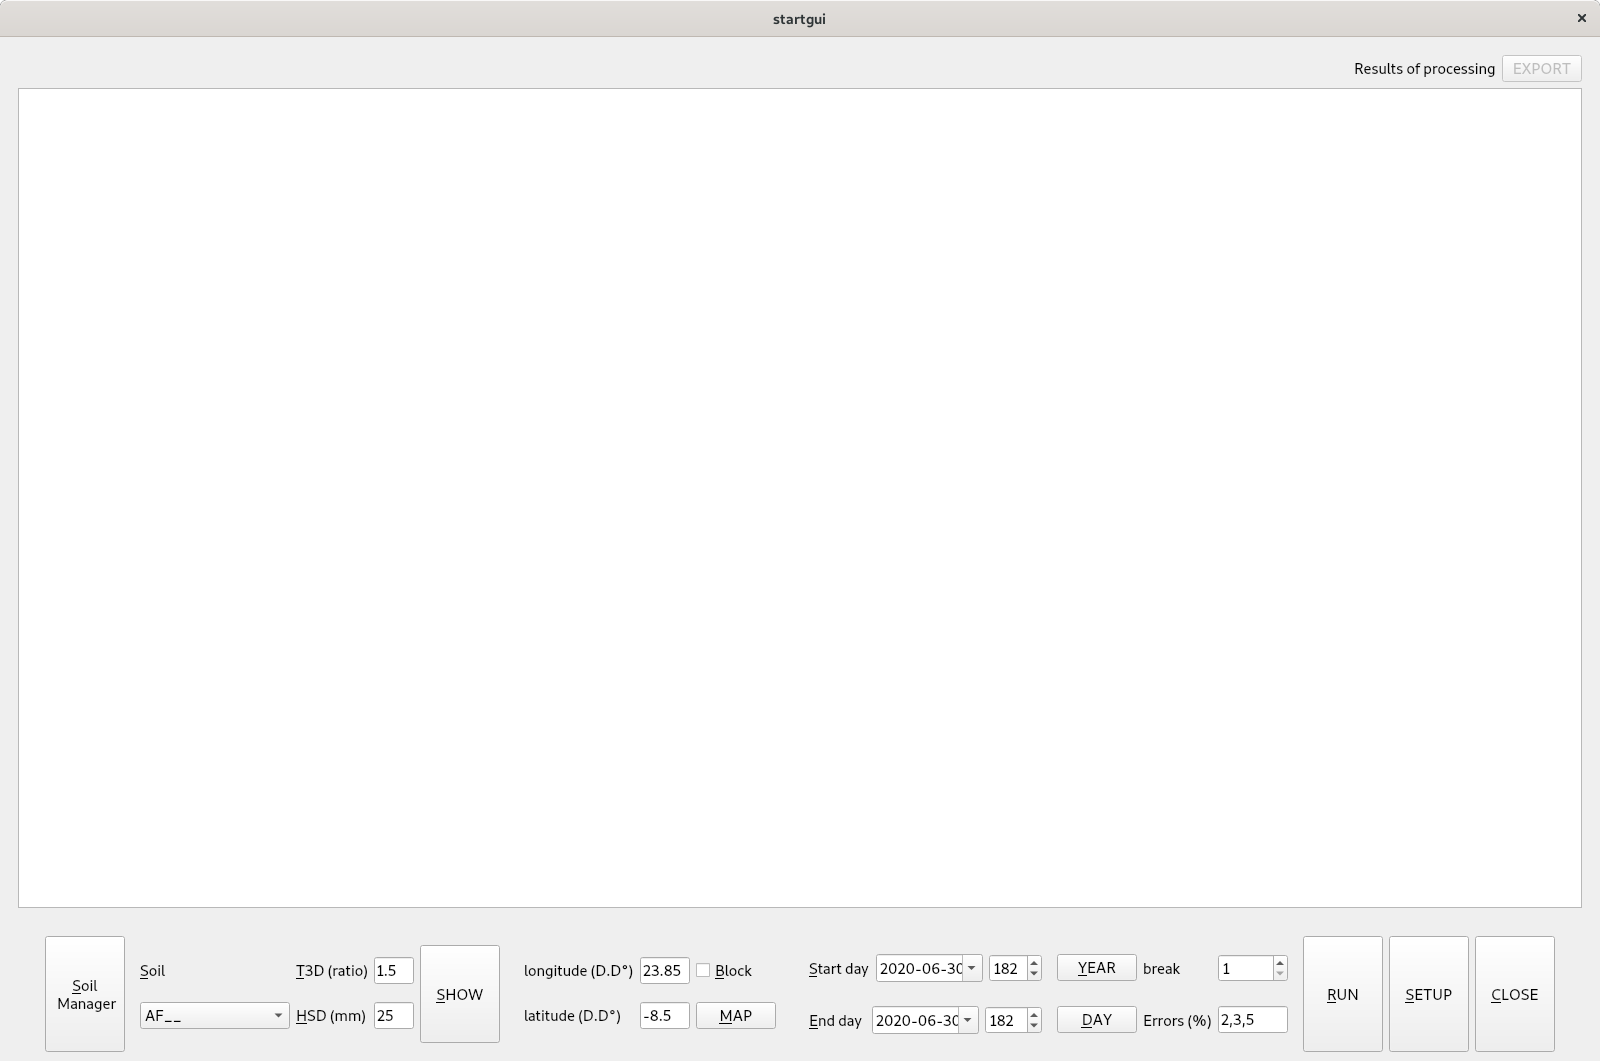 startgui
Results of processing EXPORT
Soil Manager
Soil
T3D (ratio) 1.5
AF__
HSD (mm) 25
SHOW
longitude (D.D°) 23.85 Block
latitude (D.D°) -8.5 MAP
Start day 2020-06-30 182 YEAR break 1
End day 2020-06-30 182 DAY Errors (%) 2,3,5
RUN SETUP CLOSE